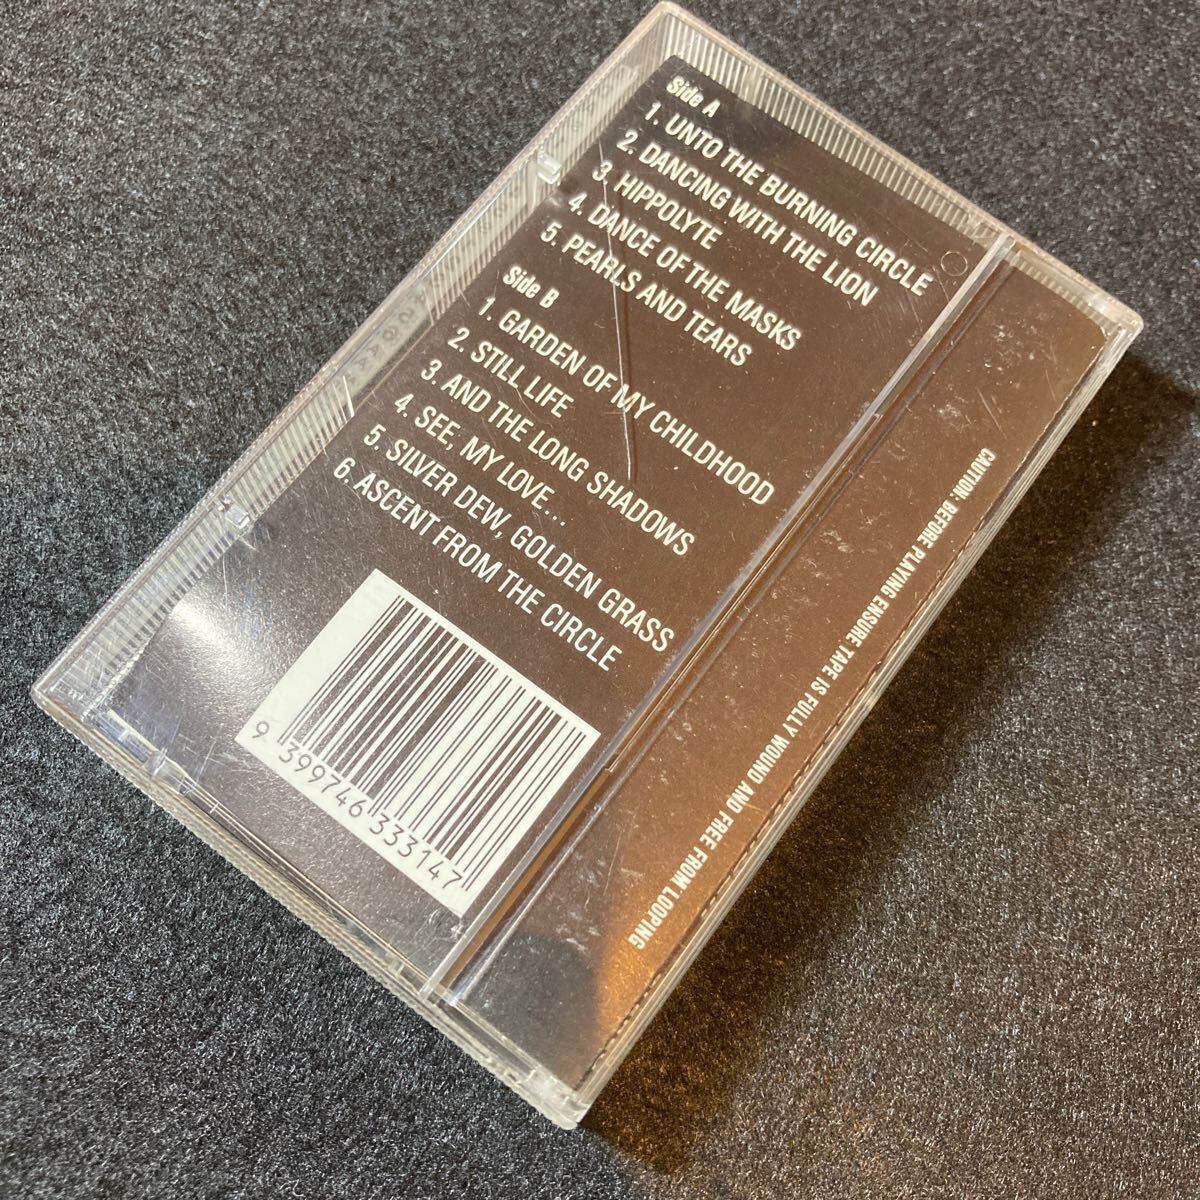 Side A
1. UNTO THE BURNING CIRCLE
2. DANCING WITH THE LION
3. HIPPOLYTE
4. DANCE OF THE MASKS
5. PEARLS AND TEARS
Side B
1. GARDEN OF MY CHILDHOOD
2. STILL LIFE
3. AND THE LONG SHADOWS
4. SEE, MY LOVE...
5. SILVER DEW, GOLDEN GRASS
6. ASCENT FROM THE CIRCLE
9 399746 333147
CAUTION: BEFORE PLAYING ENSURE TAPE IS FULLY WOUND AND FREE FROM LOOPING